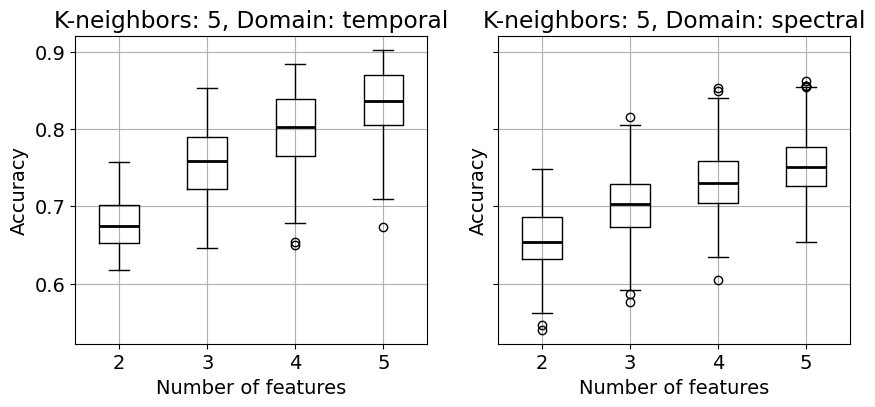 K-neighbors: 5, Domain: temporal
Accuracy
0.9
0.8
0.7
0.6
2 3 4 5
Number of features
K-neighbors: 5, Domain: spectral
Accuracy
2 3 4 5
Number of features